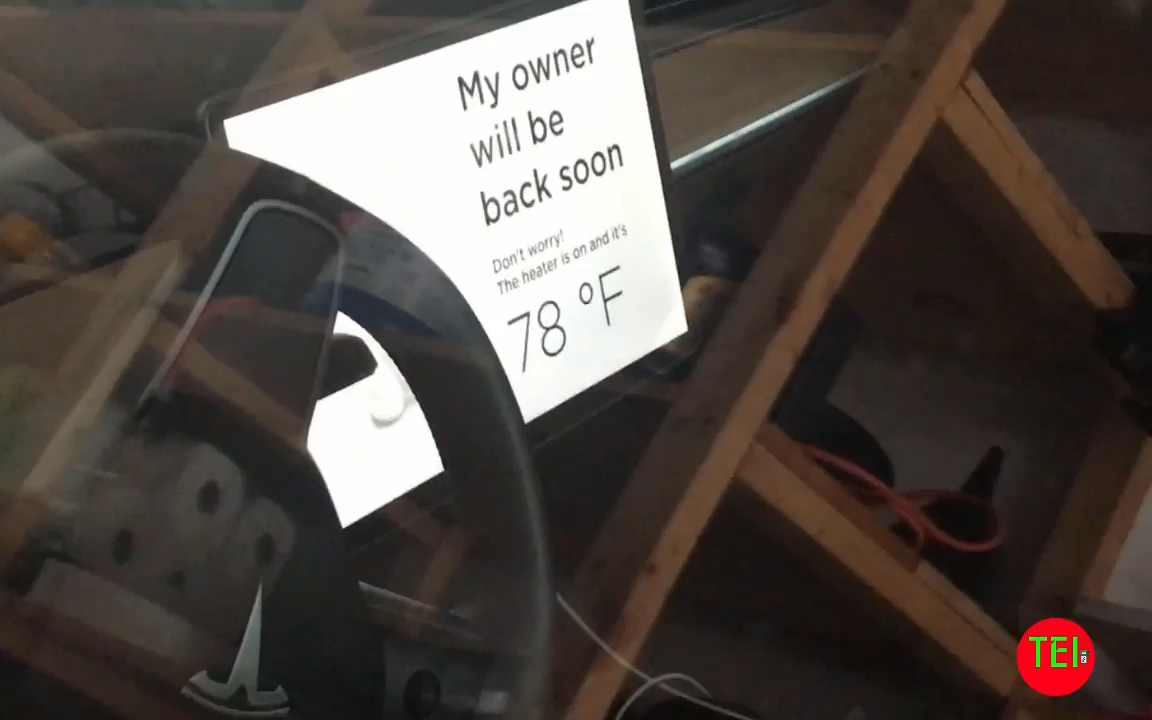 My owner
will be
back soon
Don't worry!
The heater is on and it's
78 °F
TEI